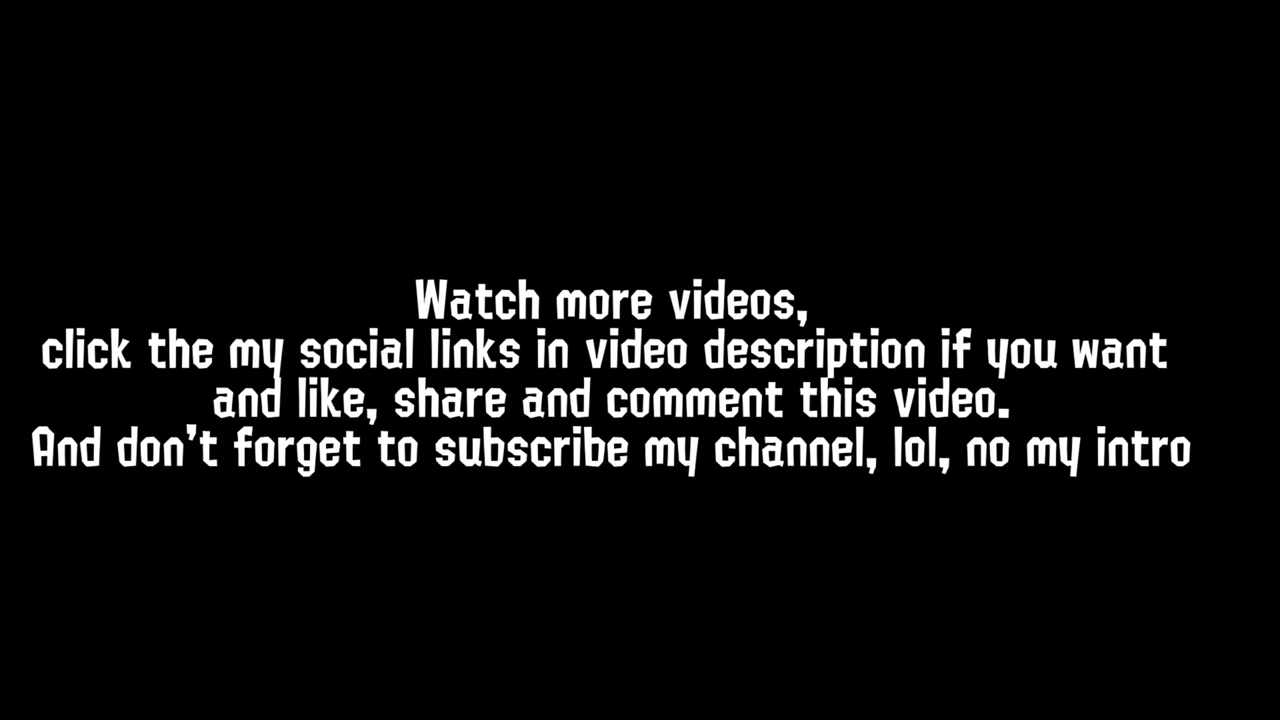 Watch more videos,
click the my social links in video description if you want
and like, share and comment this video.
And don't forget to subscribe my channel, lol, no my intro